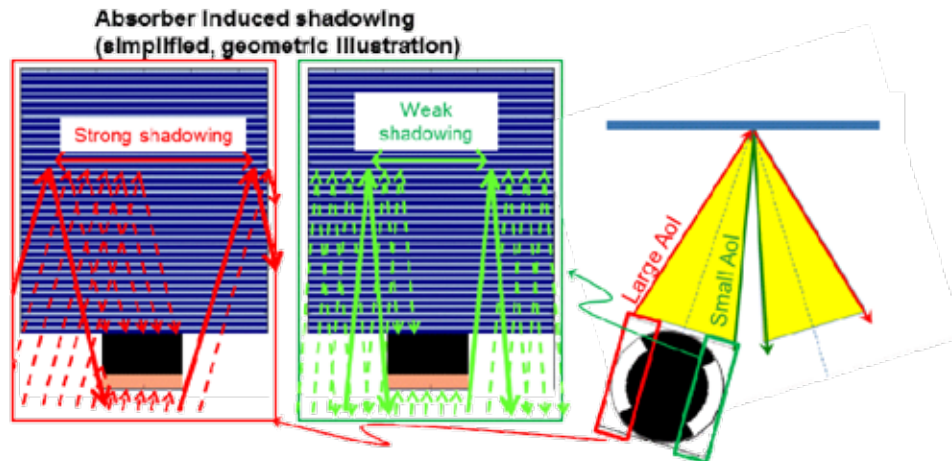 Absorber induced shadowing
(simplified, geometric illustration)
Strong shadowing
Weak
shadowing
Large AoI
Small AoI